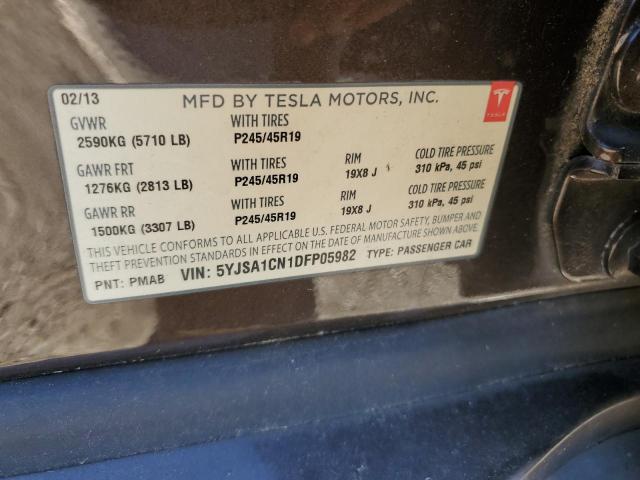 02/13 MFD BY TESLA MOTORS, INC.
GVWR WITH TIRES
2590KG (5710 LB) P245/45R19
GAWR FRT WITH TIRES RIM COLD TIRE PRESSURE
1276KG (2813 LB) P245/45R19 19X8 J 310 kPa, 45 psi
GAWR RR WITH TIRES RIM COLD TIRE PRESSURE
1500KG (3307 LB) P245/45R19 19X8 J 310 kPa, 45 psi
THIS VEHICLE CONFORMS TO ALL APPLICABLE U.S. FEDERAL MOTOR SAFETY, BUMPER AND
THEFT PREVENTION STANDARDS IN EFFECT ON THE DATE OF MANUFACTURE SHOWN ABOVE.
PNT: PMAB VIN: 5YJSA1CN1DFP05982 TYPE: PASSENGER CAR
TESLA